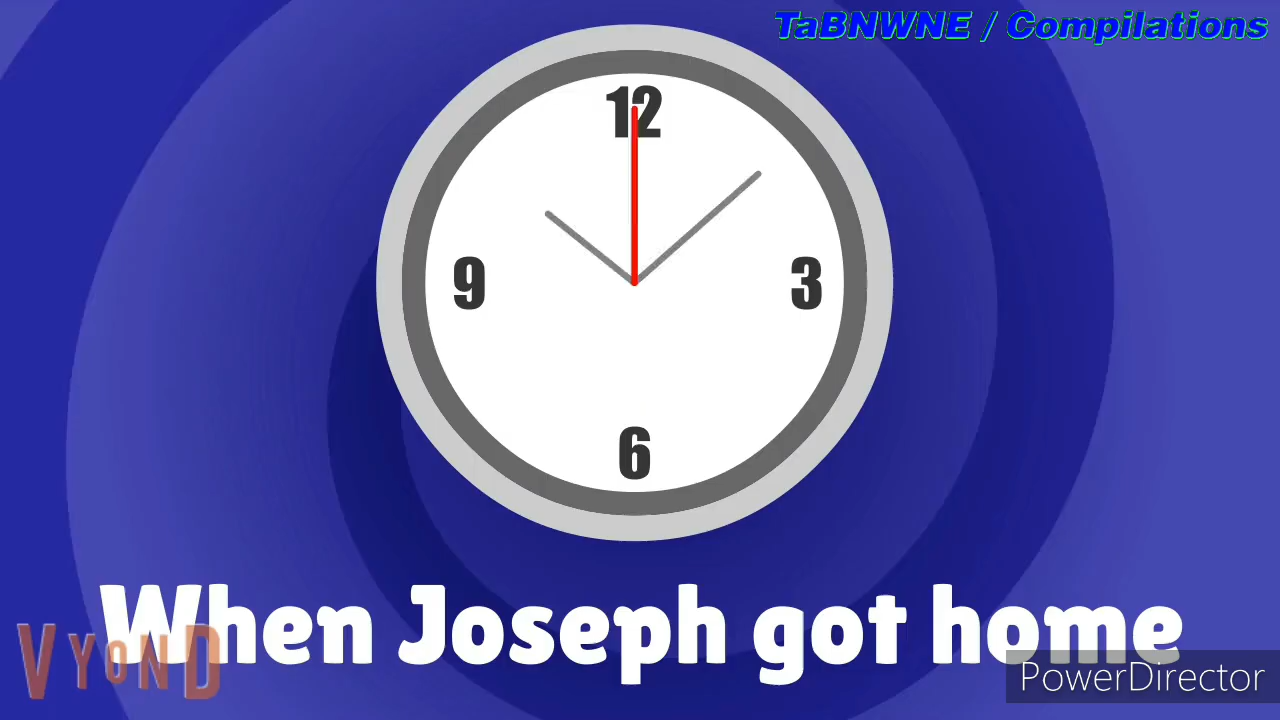 TaBNWNE / Compilations
12
9 3
6
When Joseph got home
VYOND
PowerDirector